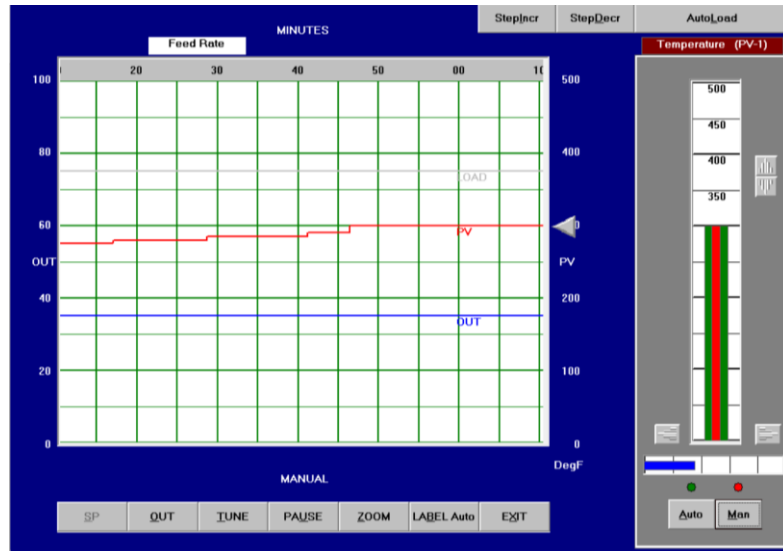 StepIncr StepDecr AutoLoad
MINUTES
Feed Rate
Temperature (PV-1)
20 30 40 50
100
80
60
OUT
40
20
0
LOAD
PV
OUT
500
400
PV
200
100
0
DegF
500
450
400
350
MANUAL
SP OUT TUNE PAUSE ZOOM LABEL Auto EXIT
Auto Man